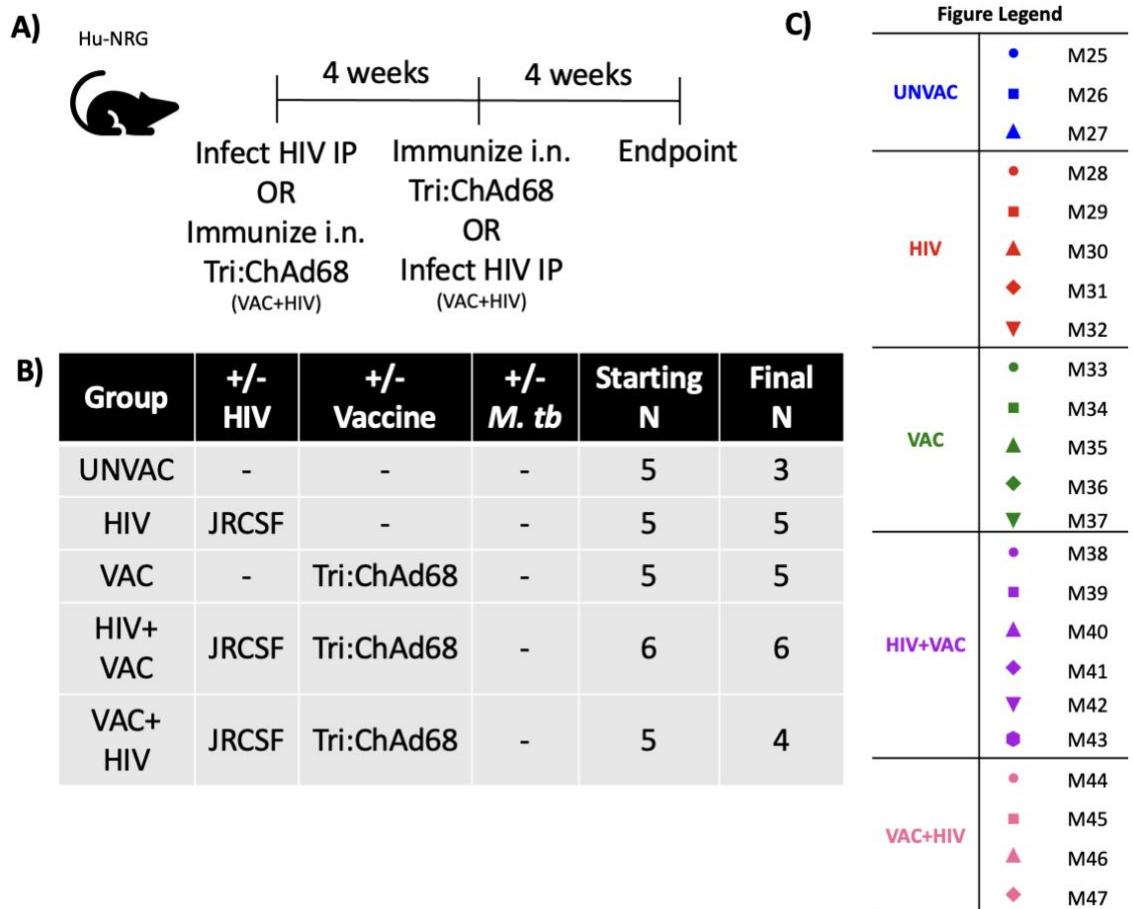 A)
Hu-NRG
4 weeks
4 weeks
Infect HIV IP
OR
Immunize i.n.
Tri:ChAd68
(VAC+HIV)
Immunize i.n.
Tri:ChAd68
OR
Infect HIV IP
(VAC+HIV)
Endpoint
B)
Group +/- HIV +/- Vaccine +/- M. tb Starting N Final N
UNVAC - - - 5 3
HIV JRCSF - - 5 5
VAC - Tri:ChAd68 - 5 5
HIV+ VAC JRCSF Tri:ChAd68 - 6 6
VAC+ HIV JRCSF Tri:ChAd68 - 5 4
C)
Figure Legend
UNVAC
M25
M26
M27
HIV
M28
M29
M30
M31
M32
VAC
M33
M34
M35
M36
M37
HIV+VAC
M38
M39
M40
M41
M42
M43
VAC+HIV
M44
M45
M46
M47